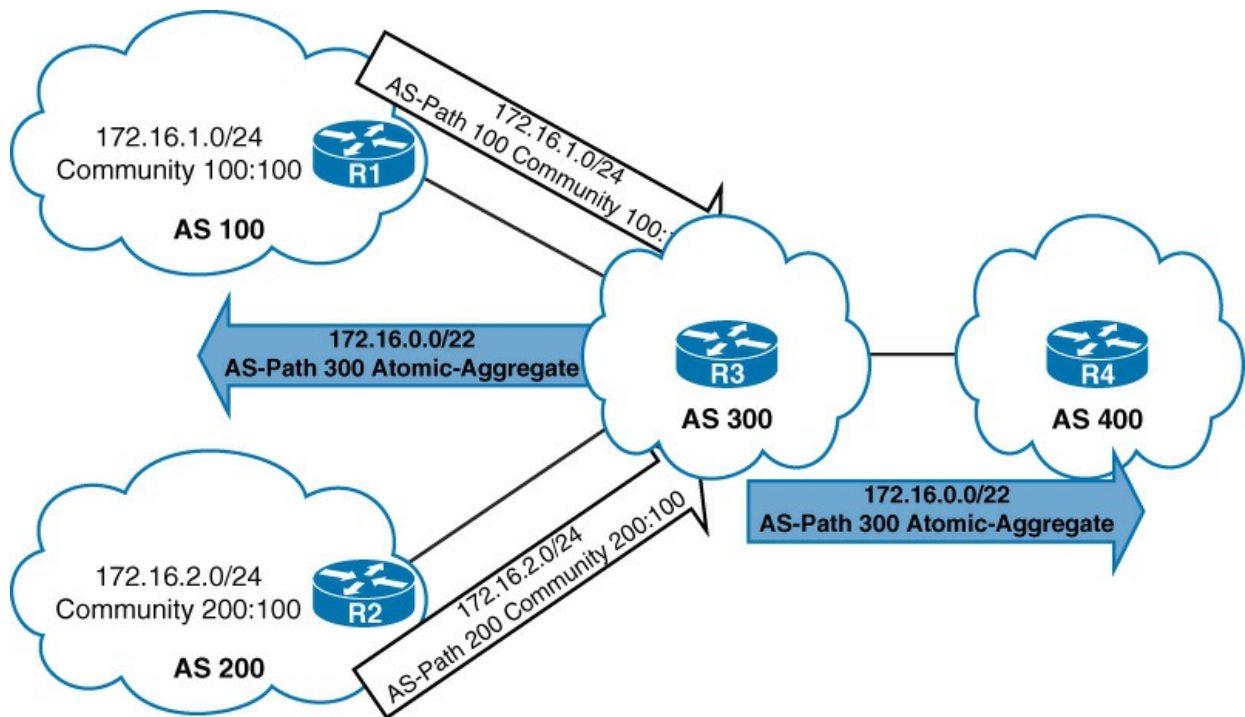 172.16.1.0/24
AS-Path 100 Community 100:
172.16.1.0/24
Community 100:100
R1
AS 100
172.16.0.0/22
AS-Path 300 Atomic-Aggregate
R3
AS 300
R4
AS 400
172.16.0.0/22
AS-Path 300 Atomic-Aggregate
172.16.2.0/24
Community 200:100
R2
AS 200
172.16.2.0/24
AS-Path 200 Community 200:100